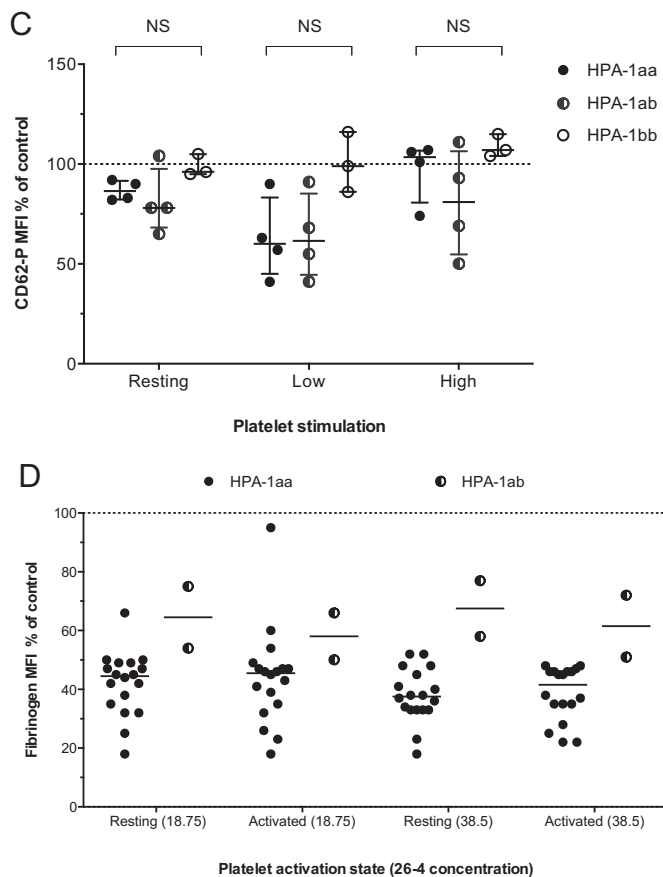 C
NS NS NS
HPA-1aa
HPA-1ab
HPA-1bb
CD62-P MFI % of control
150
100
50
0
Resting Low High
Platelet stimulation
D
HPA-1aa HPA-1ab
Fibrinogen MFI % of control
100
80
60
40
20
0
Resting (18.75) Activated (18.75) Resting (38.5) Activated (38.5)
Platelet activation state (26-4 concentration)